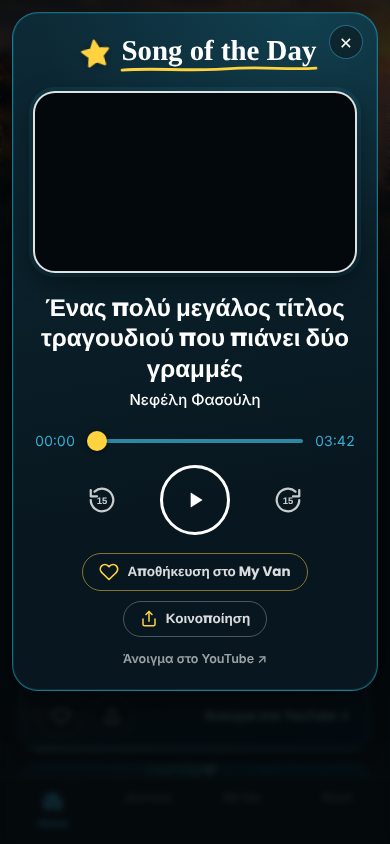 Song of the Day
Ένας πολύ μεγάλος τίτλος
τραγουδιού που πιάνει δύο
γραμμές
Νεφέλη Φασούλη
00:00
03:42
15
15
Αποθήκευση στο My Van
Κοινοποίηση
Άνοιγμα στο YouTube ↗